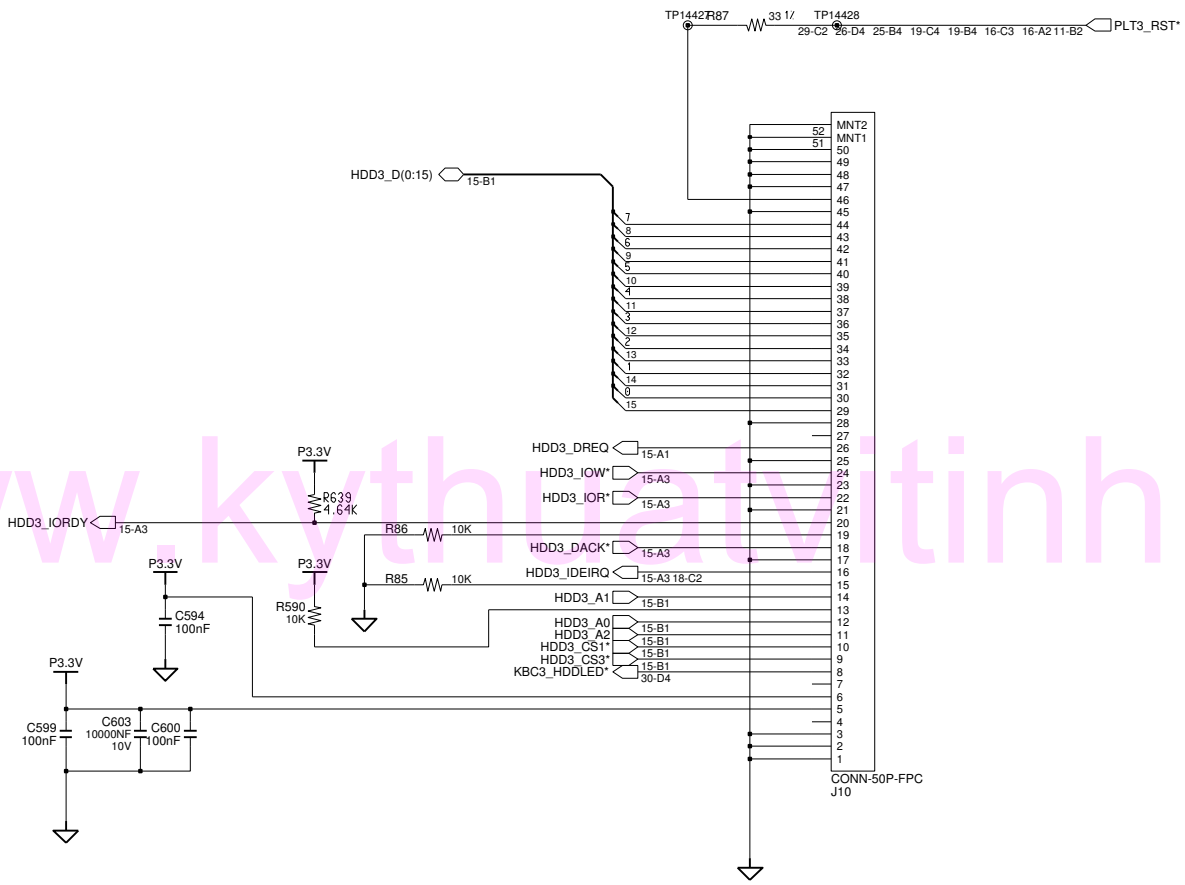 TP14427 R87 33 1/ TP14428
29-C2 26-D4 25-B4 19-C4 19-B4 16-C3 16-A2 11-B2 PLT3_RST*
MNT2
52 MNT1
51 50
49
HDD3_D(0:15) 15-B1 48
47
46
45
7 44
8 43
6 42
9 41
5 40
10 39
4 38
11 37
3 36
12 35
2 34
13 33
1 32
14 31
0 30
15 29
28
27
HDD3_DREQ 15-A1 26
P3.3V 25
HDD3_IOW* 15-A3 24
23
R639 HDD3_IOR* 15-A3 22
4.64K 21
HDD3_IORDY 15-A3 20
R86 10K 19
HDD3_DACK* 15-A3 18
P3.3V P3.3V 17
HDD3_IDEIRQ 15-A3 18-C2 16
R85 10K 15
HDD3_A1 15-B1 14
R590 13
10K
C594 HDD3_A0 15-B1 12
100nF HDD3_A2 15-B1 11
HDD3_CS1* 15-B1 10
HDD3_CS3* 15-B1 9
P3.3V KBC3_HDDLED* 30-D4 8
7
6
5
C599 C603 C600 4
100nF 10000NF 100nF 3
10V 2
1
CONN-50P-FPC
J10
w.kythuatvitinh